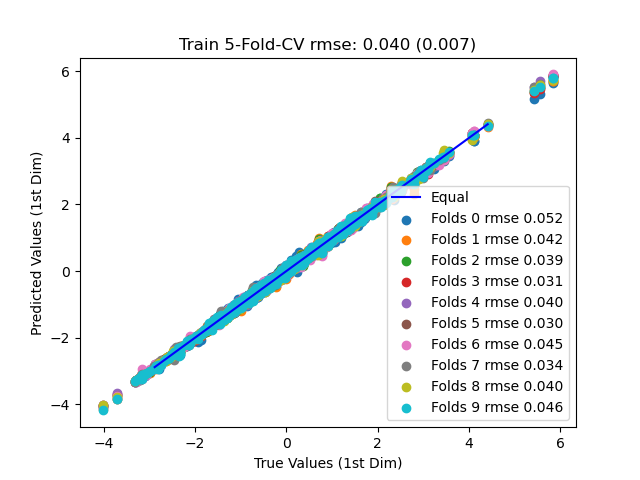 Train 5-Fold-CV rmse: 0.040 (0.007)
Predicted Values (1st Dim)
6
4
2
0
−2
−4
Equal
Folds 0 rmse 0.052
Folds 1 rmse 0.042
Folds 2 rmse 0.039
Folds 3 rmse 0.031
Folds 4 rmse 0.040
Folds 5 rmse 0.030
Folds 6 rmse 0.045
Folds 7 rmse 0.034
Folds 8 rmse 0.040
Folds 9 rmse 0.046
−4 −2 0 2 4 6
True Values (1st Dim)